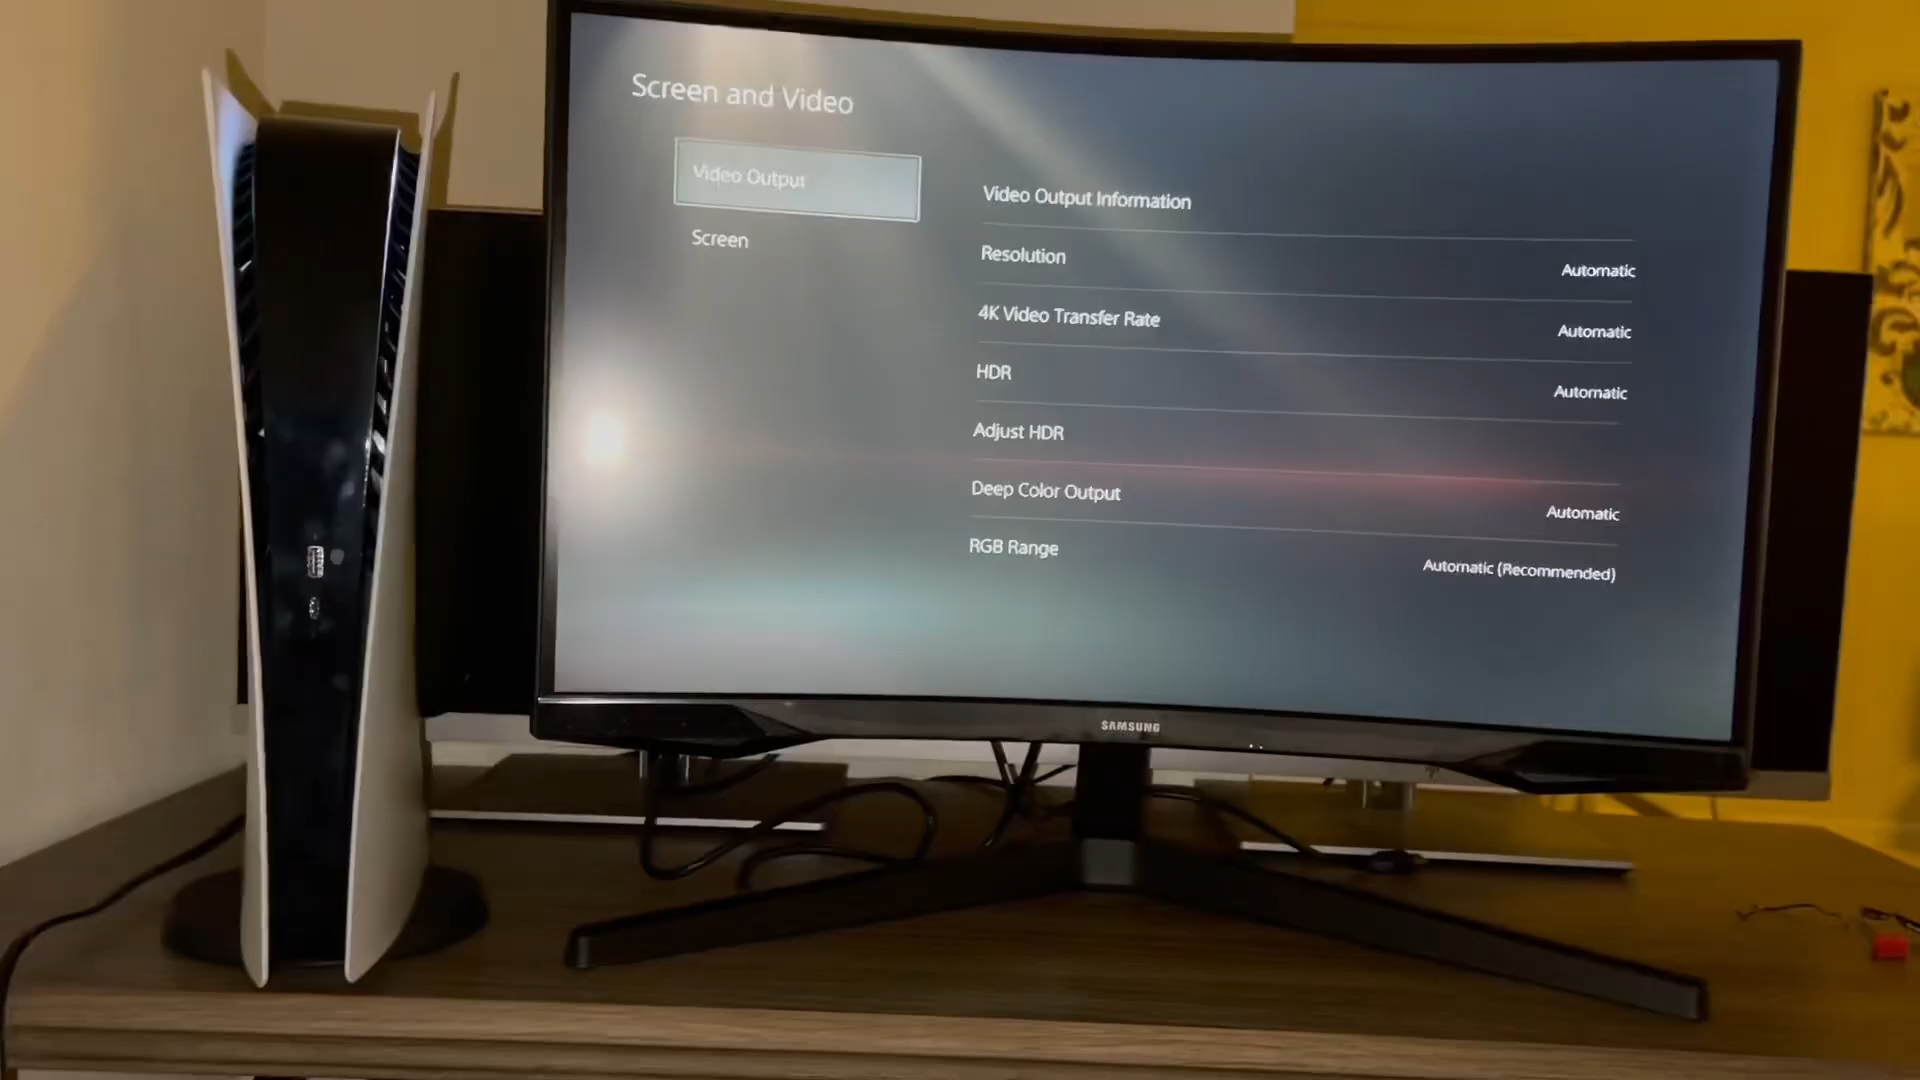 Screen and Video
Video Output
Screen
Video Output Information
Resolution
Automatic
4K Video Transfer Rate
Automatic
HDR
Automatic
Adjust HDR
Deep Color Output
Automatic
RGB Range
Automatic (Recommended)
SAMSUNG